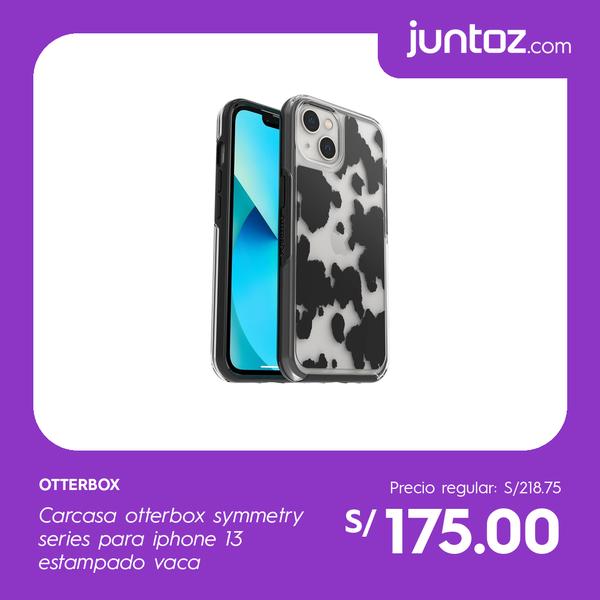 juntoz.com
OTTERBOX
Carcasa otterbox symmetry
series para iphone 13
estampado vaca
Precio regular: S/218.75
S/175.00